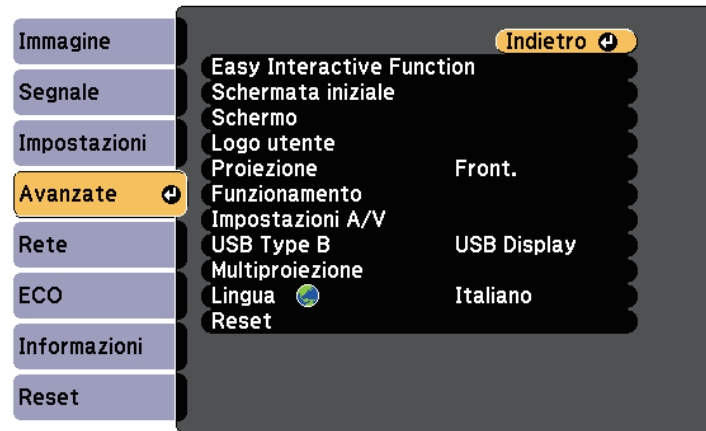 Immagine
Segnale
Impostazioni
Avanzate
Rete
ECO
Informazioni
Reset
Indietro
Easy Interactive Function
Schermata iniziale
Schermo
Logo utente
Proiezione Front.
Funzionamento
Impostazioni A/V
USB Type B USB Display
Multiproiezione
Lingua Italiano
Reset